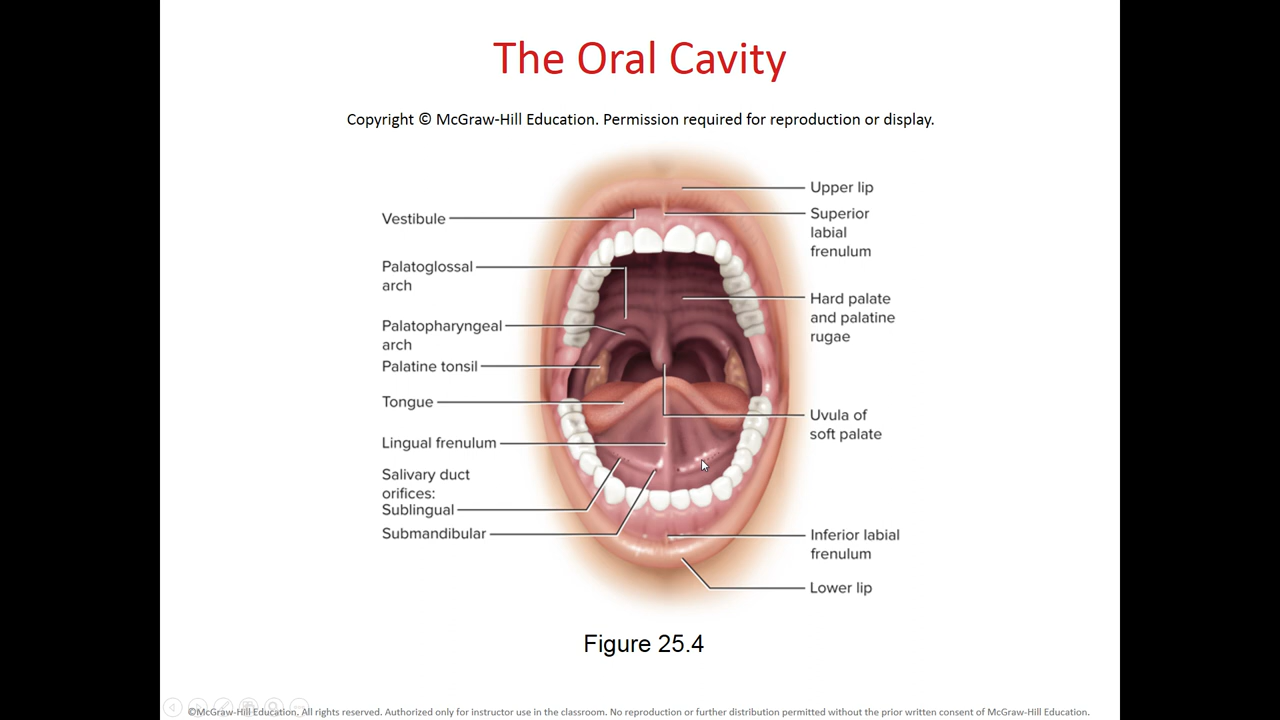 The Oral Cavity
Copyright © McGraw-Hill Education. Permission required for reproduction or display.
Vestibule
Palatoglossal
arch
Palatopharyngeal
arch
Palatine tonsil
Tongue
Lingual frenulum
Salivary duct
orifices:
Sublingual
Submandibular
Upper lip
Superior
labial
frenulum
Hard palate
and palatine
rugae
Uvula of
soft palate
Inferior labial
frenulum
Lower lip
Figure 25.4
©McGraw-Hill Education. All rights reserved. Authorized only for instructor use in the classroom. No reproduction or further distribution permitted without the prior written consent of McGraw-Hill Education.